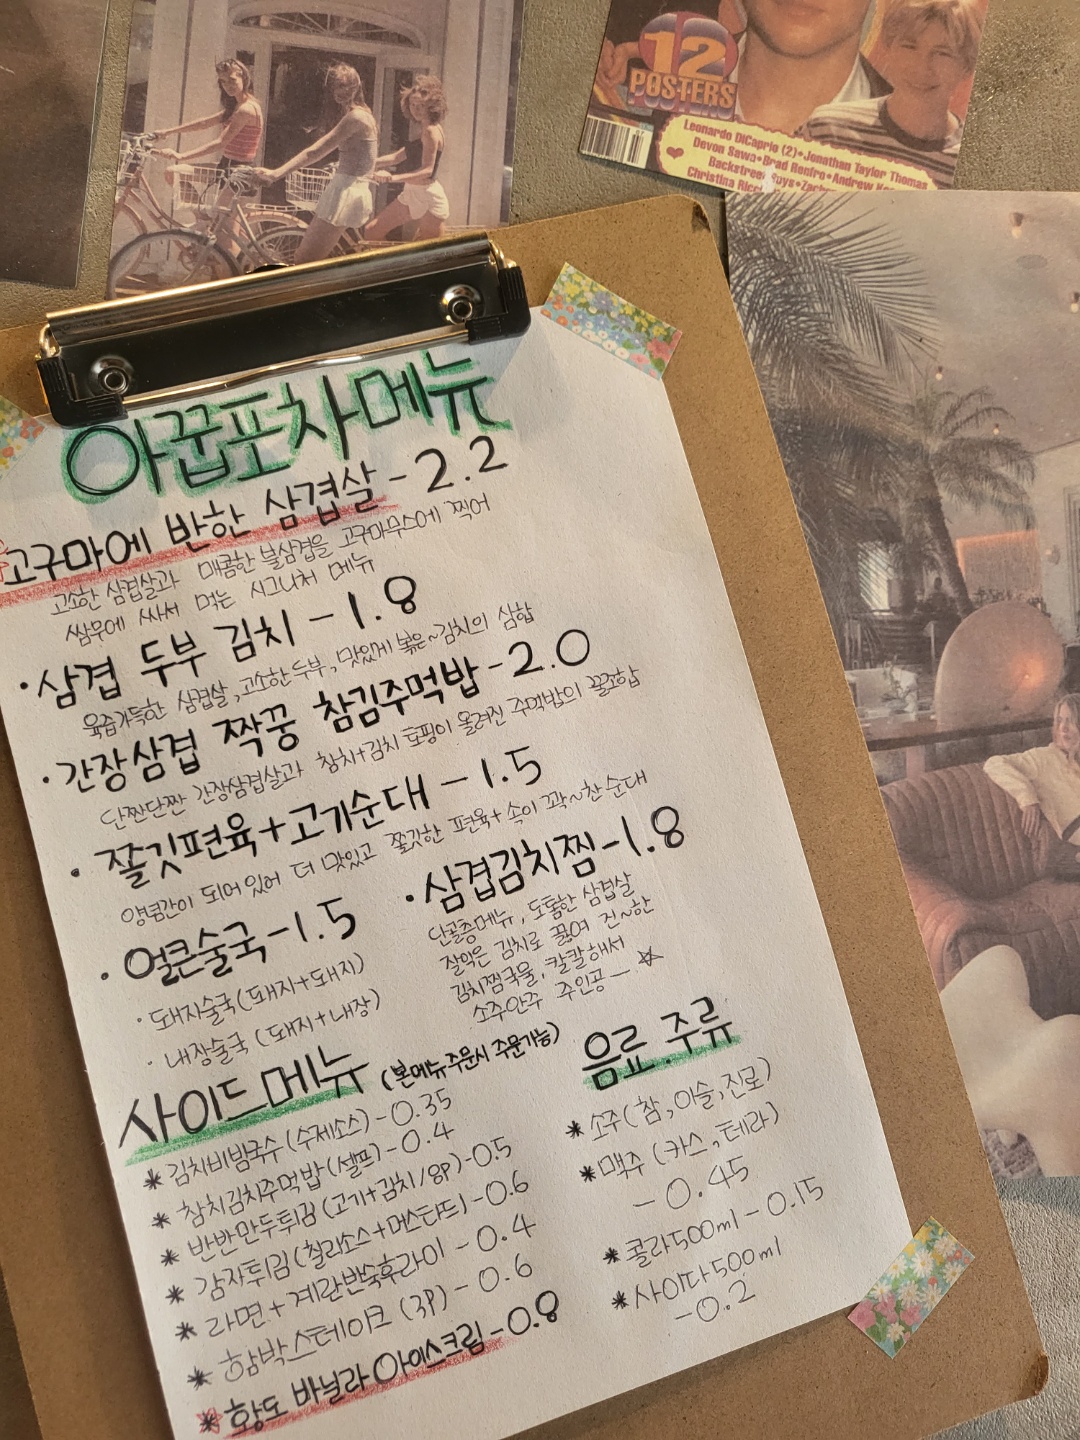 12
POSTERS
Leonardo DiCaprio (2)•Jonathan Taylor Thomas
Devon Sawa•Brad Renfro•Andrew
Backstreet Boys•
Christina Ricci
아꿉포차메뉴
고구마에 반한 삼겹살 - 2.2
고소한 삼겹살과 매콤한 불삼겹을 고구마무스에 찍어
쌈무에 싸서 먹는 시그니처 메뉴
· 삼겹 두부 김치 - 1.8
육즙가득한 삼겹살, 고소한두부, 맛있게 볶은~김치의 삼합
· 간장삼겹 짝꿍 참김주먹밥 - 2.0
단짠단짠 간장삼겹살과 참치+김치 토핑이 올려진 주먹밥의 꿀조합
· 쫄깃편육+고기순대 - 1.5
양념간이 되어 있어 더 맛있고 쫄깃한 편육+속이 꽉~찬순대
· 얼큰술국 - 1.5
· 돼지술국(돼지+돼지)
· 내장술국 (돼지+내장)
· 삼겹김치찜 - 1.8
단골증메뉴, 도톰한 삼겹살
잘익은 김치로 끓여 진~한
김치찜국물, 칼칼해서
소주안주 주인공 — ☆
사이드메뉴 (본메뉴주문시 주문가능)
* 김치비빔국수(수제소스) - 0.35
* 참치김치주먹밥(셀프) - 0.4
* 반반만두튀김(고기+김치/8P) - 0.5
* 감자튀김(칠리소스+머스타드) - 0.6
* 라면+계란반숙후라이 - 0.4
* 함박스테이크 (3P) - 0.6
* 황도 바닐라 아이스크림 - 0.8
음료.주류
* 소주(참,이슬,진로)
* 맥주 (카스,테라)
- 0.45
* 콜라500ml - 0.15
* 사이다500ml
- 0.2